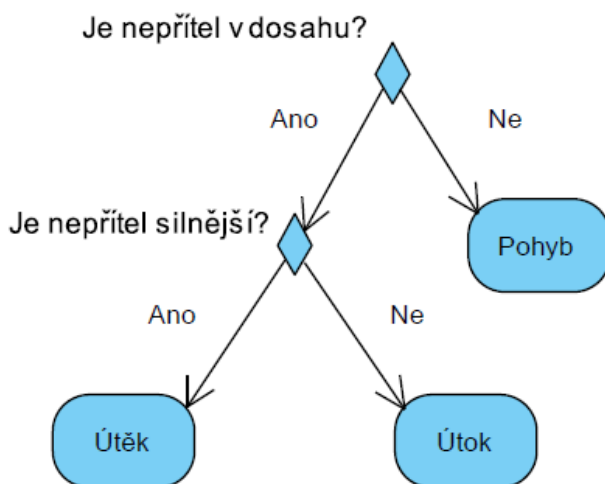 Je nepřítel v dosahu?
Ano
Ne
Je nepřítel silnější?
Pohyb
Ano
Ne
Útěk
Útok